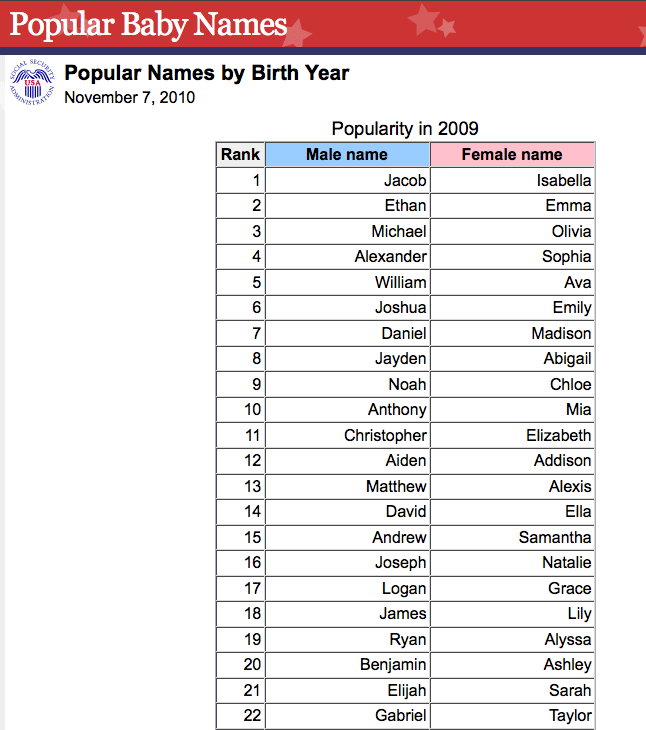 Popular Baby Names
SOCIAL SECURITY
USA
ADMINISTRATION
Popular Names by Birth Year
November 7, 2010
Popularity in 2009
Rank Male name Female name
1 Jacob Isabella
2 Ethan Emma
3 Michael Olivia
4 Alexander Sophia
5 William Ava
6 Joshua Emily
7 Daniel Madison
8 Jayden Abigail
9 Noah Chloe
10 Anthony Mia
11 Christopher Elizabeth
12 Aiden Addison
13 Matthew Alexis
14 David Ella
15 Andrew Samantha
16 Joseph Natalie
17 Logan Grace
18 James Lily
19 Ryan Alyssa
20 Benjamin Ashley
21 Elijah Sarah
22 Gabriel Taylor